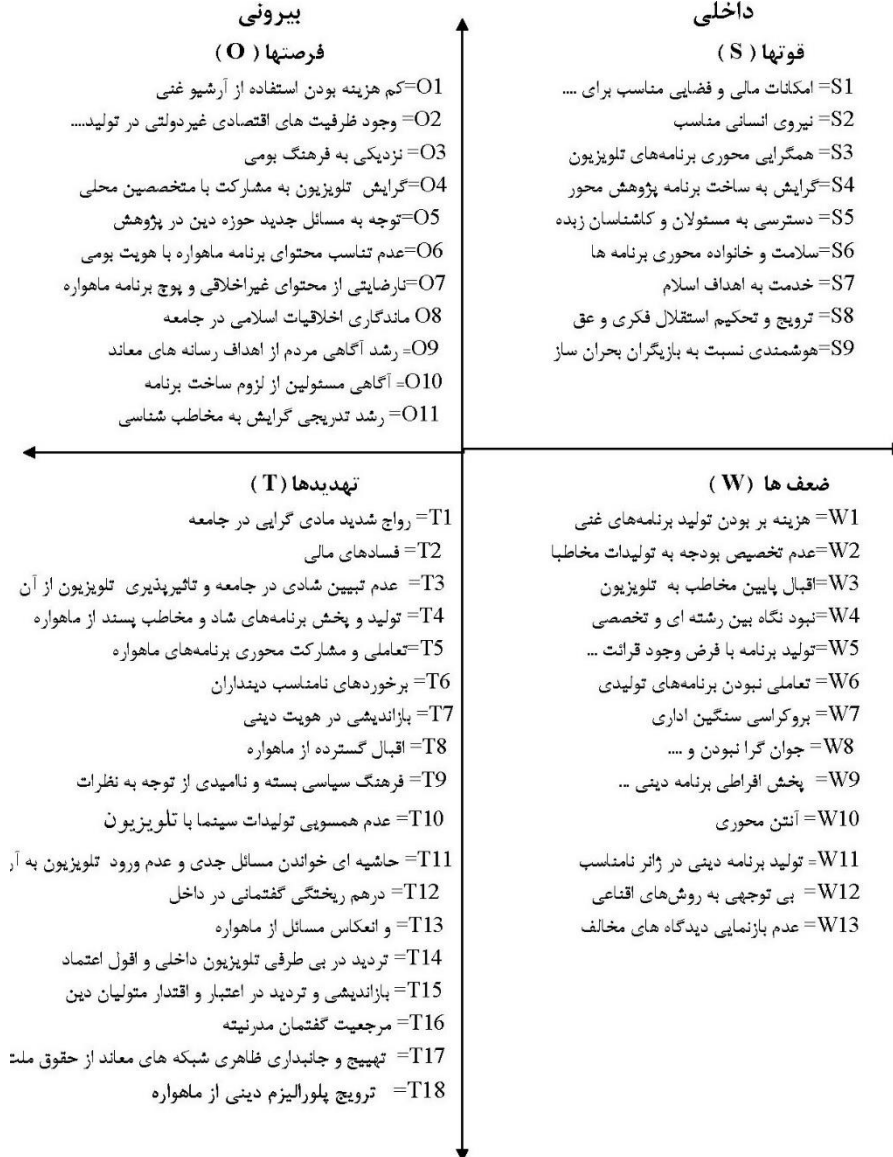 داخلی
قوتها ( S )
S1= امکانات مالی و فضایی مناسب برای ....
S2= نیروی انسانی مناسب
S3= همگرایی محوری برنامه‌های تلویزیون
S4=گرایش به ساخت برنامه پژوهش محور
S5= دسترسی به مسئولان و کاشناسان زبده
S6=سلامت و خانواده محوری برنامه ها
S7= خدمت به اهداف اسلام
S8= ترویج و تحکیم استقلال فکری و عق
S9=هوشمندی نسبت به بازیگران بحران ساز
بیرونی
فرصتها ( O )
O1=کم هزینه بودن استفاده از آرشیو غنی
O2= وجود ظرفیت های اقتصادی غیردولتی در تولید....
O3= نزدیکی به فرهنگ بومی
O4=گرایش تلویزیون به مشارکت با متخصصین محلی
O5=توجه به مسائل جدید حوزه دین در پژوهش
O6=عدم تناسب محتوای برنامه ماهواره با هویت بومی
O7=نارضایتی از محتوای غیراخلاقی و پوچ برنامه ماهواره
O8 ماندگاری اخلاقیات اسلامی در جامعه
O9= رشد آگاهی مردم از اهداف رسانه های معاند
O10= آگاهی مسئولین از لزوم ساخت برنامه
O11= رشد تدریجی گرایش به مخاطب شناسی
ضعف ها (W )
W1= هزینه بر بودن تولید برنامه‌های غنی
W2=عدم تخصیص بودجه به تولیدات مخاطبا
W3=اقبال پایین مخاطب به تلویزیون
W4=نبود نگاه بین رشته ای و تخصصی
W5=تولید برنامه با فرض وجود قرائت ...
W6= تعاملی نبودن برنامه‌های تولیدی
W7= بروکراسی سنگین اداری
W8= جوان گرا نبودن و ....
W9= پخش افراطی برنامه دینی ...
W10= آنتن محوری
W11= تولید برنامه دینی در ژانر نامناسب
W12= بی توجهی به روش‌های اقناعی
W13= عدم بازنمایی دیدگاه های مخالف
تهدیدها ( T )
T1= رواج شدید مادی گرایی در جامعه
T2= فسادهای مالی
T3= عدم تبیین شادی در جامعه و تاثیرپذیری تلویزیون از آن
T4= تولید و پخش برنامه‌های شاد و مخاطب پسند از ماهواره
T5=تعاملی و مشارکت محوری برنامه‌های ماهواره
T6= برخوردهای نامناسب دینداران
T7= بازاندیشی در هویت دینی
T8= اقبال گسترده از ماهواره
T9= فرهنگ سیاسی بسته و ناامیدی از توجه به نظرات
T10= عدم همسویی تولیدات سینما با تلویزیون
T11= حاشیه ای خواندن مسائل جدی و عدم ورود تلویزیون به آر
T12= درهم ریختگی گفتمانی در داخل
T13= و انعکاس مسائل از ماهواره
T14= تردید در بی طرفی تلویزیون داخلی و افول اعتماد
T15= بازاندیشی و تردید در اعتبار و اقتدار متولیان دین
T16= مرجعیت گفتمان مدرنیته
T17= تهییج و جانبداری ظاهری شبکه های معاند از حقوق ملت
T18= ترویج پلورالیزم دینی از ماهواره